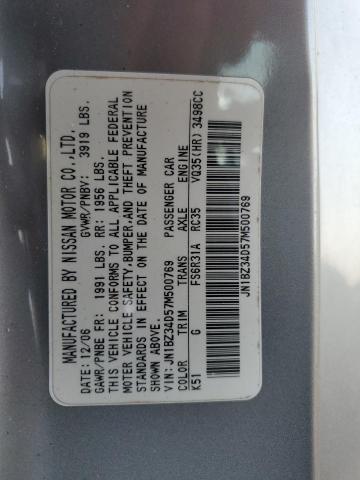 MANUFACTURED BY NISSAN MOTOR CO.,LTD.
DATE: 12/06 GVWR/PNBV: 3919 LBS.
GAWR/PNBE FR: 1991 LBS. RR: 1956 LBS.
THIS VEHICLE CONFORMS TO ALL APPLICABLE FEDERAL
MOTOR VEHICLE SAFETY,BUMPER,AND THEFT PREVENTION
STANDARDS IN EFFECT ON THE DATE OF MANUFACTURE
SHOWN ABOVE.
VIN: JN1BZ34D57M500769 PASSENGER CAR
COLOR TRIM TRANS AXLE ENGINE
K51 G FS6R31A RC35 VQ35(HR) 3498CC
JN1BZ34D57M500769